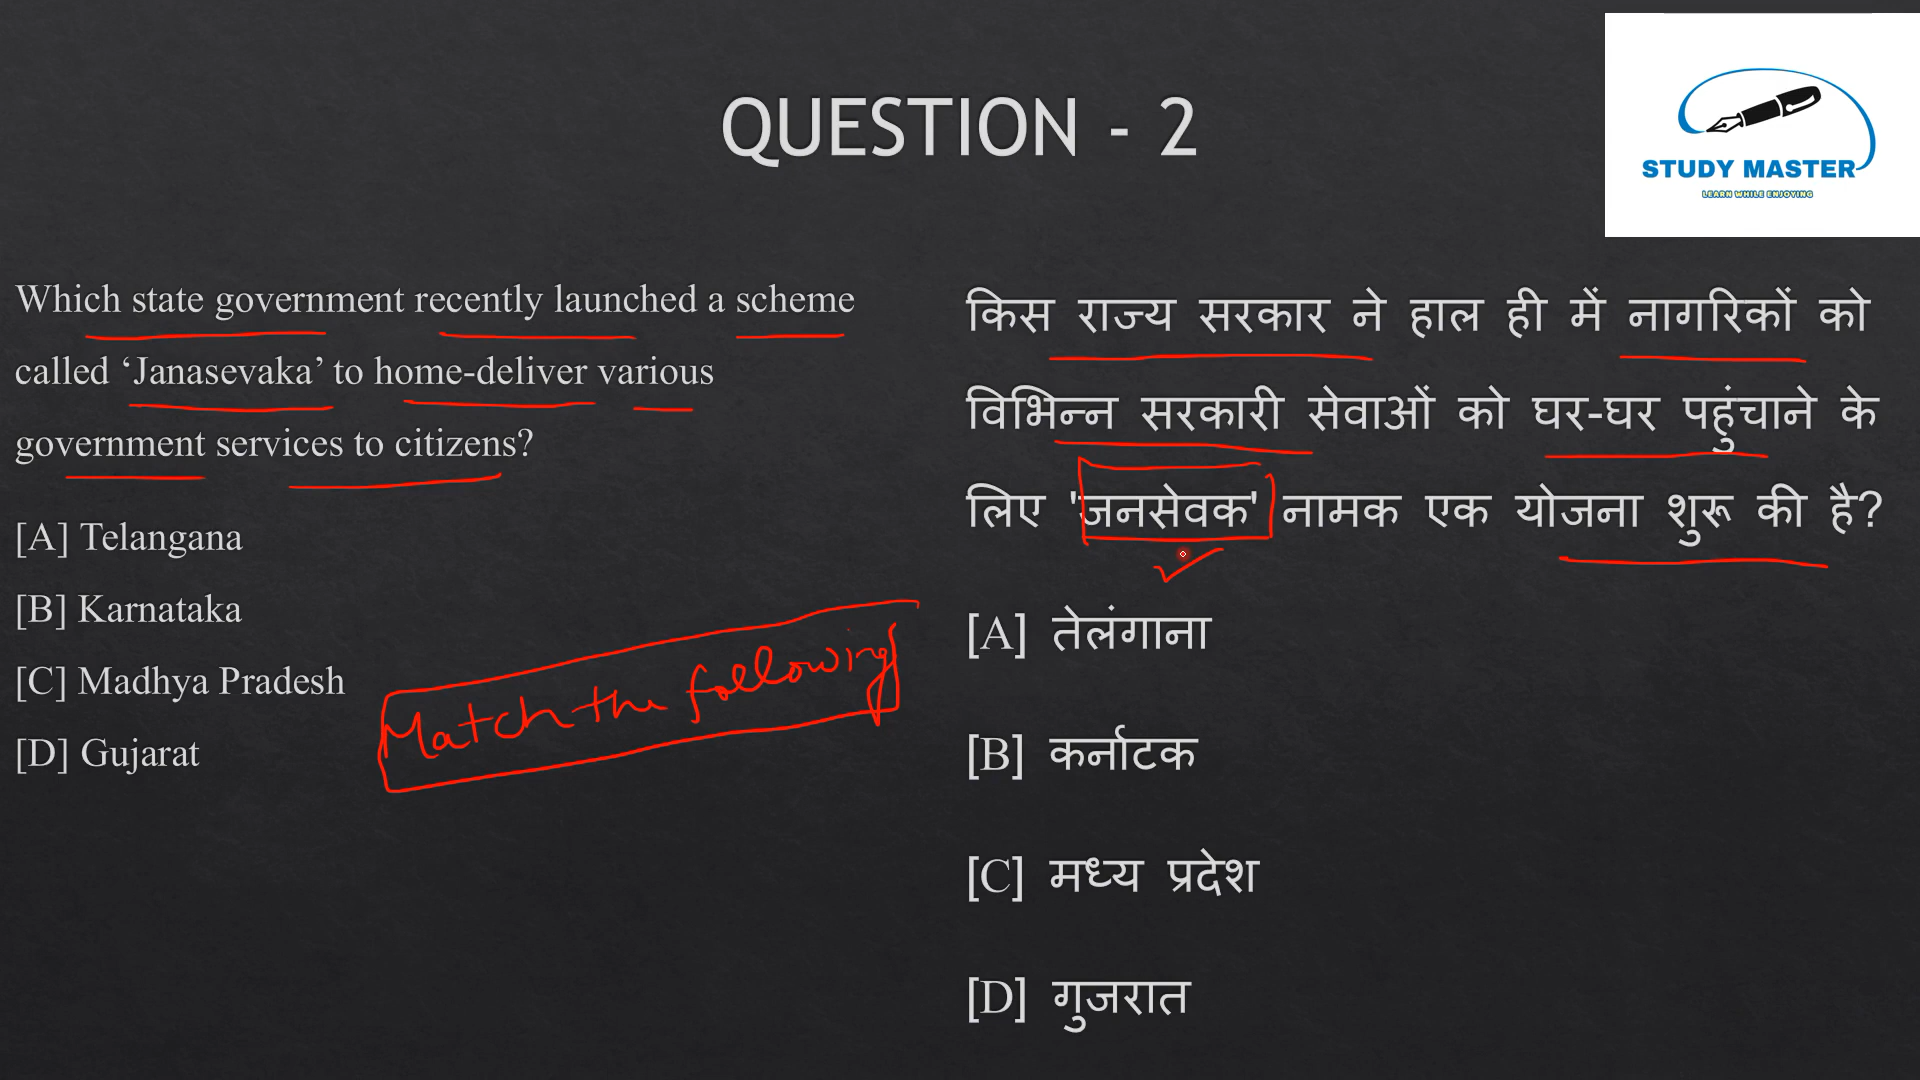 QUESTION - 2
STUDY MASTER
LEARN WHILE ENJOYING
Which state government recently launched a scheme
called ‘Janasevaka’ to home-deliver various
government services to citizens?
[A] Telangana
[B] Karnataka
[C] Madhya Pradesh
[D] Gujarat
Match the following
किस राज्य सरकार ने हाल ही में नागरिकों को
विभिन्न सरकारी सेवाओं को घर-घर पहुंचाने के
लिए 'जनसेवक' नामक एक योजना शुरू की है?
[A] तेलंगाना
[B] कर्नाटक
[C] मध्य प्रदेश
[D] गुजरात